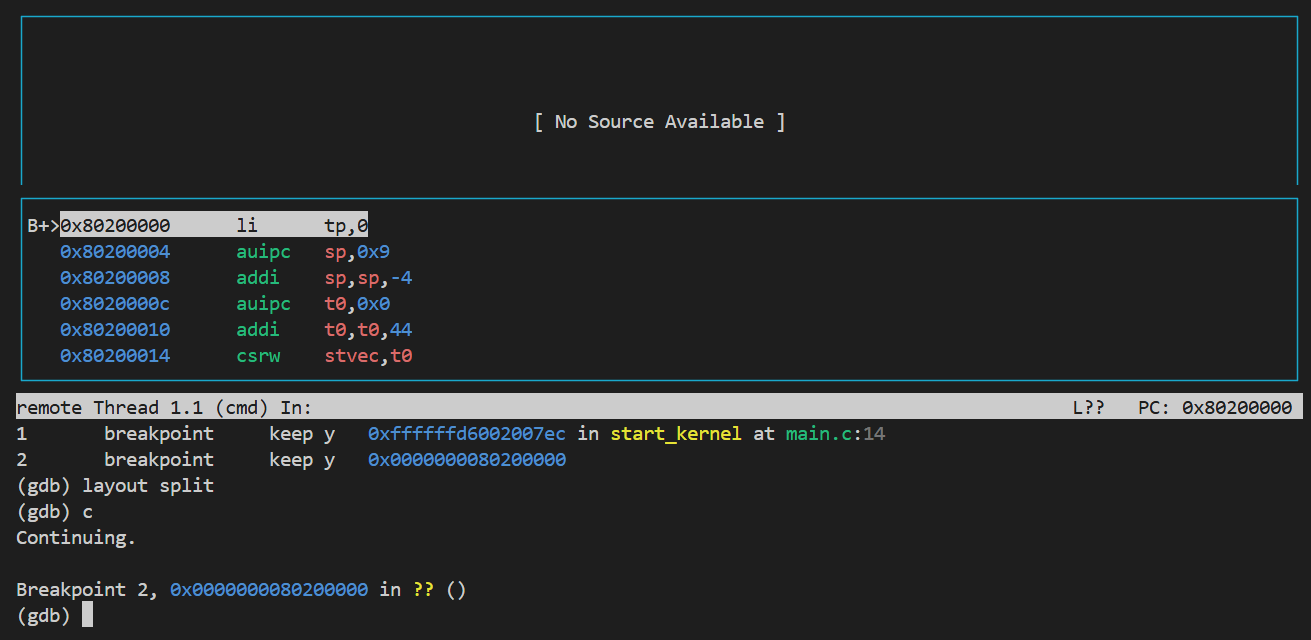 [ No Source Available ]
B+>0x80200000 li tp,0
0x80200004 auipc sp,0x9
0x80200008 addi sp,sp,-4
0x8020000c auipc t0,0x0
0x80200010 addi t0,t0,44
0x80200014 csrw stvec,t0
remote Thread 1.1 (cmd) In: L?? PC: 0x80200000
1 breakpoint keep y 0xffffffd6002007ec in start_kernel at main.c:14
2 breakpoint keep y 0x0000000080200000
(gdb) layout split
(gdb) c
Continuing.
Breakpoint 2, 0x0000000080200000 in ?? ()
(gdb)